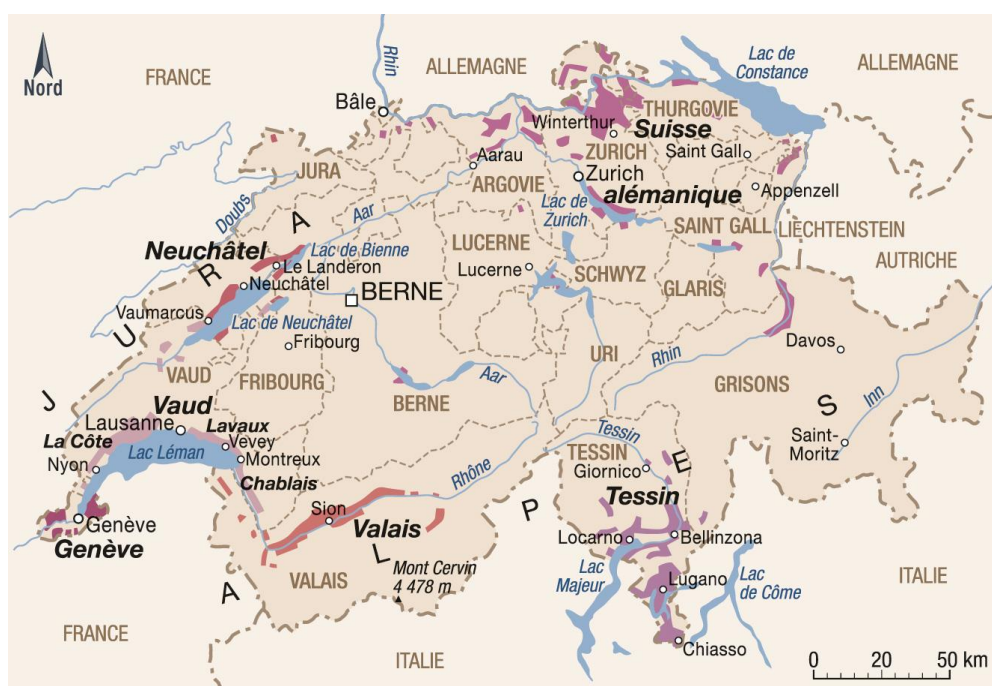 Nord
FRANCE
Rhin
ALLEMAGNE
Lac de
Constance
ALLEMAGNE
Bâle
Winterthur
THURGOVIE
Suisse
ZURICH
Saint Gall
Aarau
JURA
ARGOVIE
Zurich
alémanique
Appenzell
Doubs
Aar
Lac de
Zurich
SAINT GALL
LIECHTENSTEIN
Neuchâtel
Lac de Bienne
LUCERNE
Le Landeron
Lucerne
SCHWYZ
AUTRICHE
Neuchâtel
BERNE
GLARIS
Vaumarcus
Lac de Neuchâtel
Fribourg
URI
Rhin
Davos
VAUD
FRIBOURG
Aar
BERNE
GRISONS
Inn
JURA
Vaud
Lausanne
Lavaux
La Côte
Vevey
Tessin
Saint-
Moritz
Lac Léman
Montreux
TESSIN
Nyon
Rhône
Giornico
Chablais
Tessin
Sion
Genève
Valais
Genève
Locarno
Bellinzona
ALPES
VALAIS
Mont Cervin
4 478 m
Lac
Majeur
Lugano
Lac
de Côme
ITALIE
FRANCE
ITALIE
Chiasso
0 20 50 km